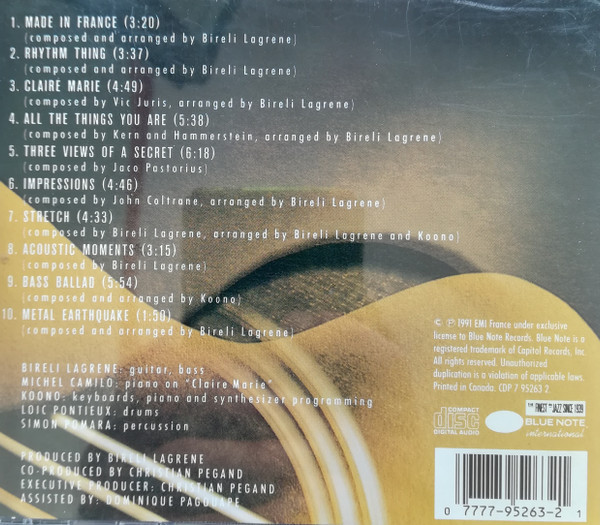 1. MADE IN FRANCE (3:20)
(composed and arranged by Bireli Lagrene)
2. RHYTHM THING (3:37)
(composed and arranged by Bireli Lagrene)
3. CLAIRE MARIE (4:49)
(composed by Vic Juris, arranged by Bireli Lagrene)
4. ALL THE THINGS YOU ARE (5:38)
(composed by Kern and Hammerstein, arranged by Bireli Lagrene)
5. THREE VIEWS OF A SECRET (6:18)
(composed by Jaco Pastorius)
6. IMPRESSIONS (4:46)
(composed by John Coltrane, arranged by Bireli Lagrene)
7. STRETCH (4:33)
(composed by Bireli Lagrene, arranged by Bireli Lagrene and Koono)
8. ACOUSTIC MOMENTS (3:15)
(composed by Bireli Lagrene)
9. BASS BALLAD (5:54)
(composed and arranged by Koono)
10. METAL EARTHQUAKE (1:50)
(composed and arranged by Bireli Lagrene)
BIRELI LAGRENE: guitar, bass
MICHEL CAMILO: piano on "Claire Marie"
KOONO: keyboards, piano and synthesizer programming
LOIC PONTIEUX: drums
SIMON POMARA: percussion
PRODUCED BY BIRELI LAGRENE
CO-PRODUCED BY CHRISTIAN PEGAND
EXECUTIVE PRODUCER: CHRISTIAN PEGAND
ASSISTED BY: DOMINIQUE PAGOUAPE
© ℗ 1991 EMI France under exclusive
license to Blue Note Records. Blue Note is a
registered trademark of Capitol Records, Inc.
All rights reserved. Unauthorized
duplication is a violation of applicable laws.
Printed in Canada. CDP 7 95263 2
COMPACT
disc
DIGITAL AUDIO
THE FINEST IN JAZZ SINCE 1939
BLUE NOTE
international
0 7777-95263-2 1